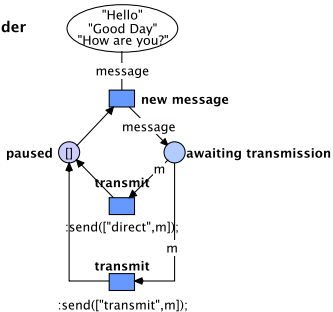 "Hello"
der
"Good Day"
"How are you?"
message
new message
message
paused
[]
awaiting transmission
m
transmit
:send(["direct",m]);
m
transmit
:send(["transmit",m]);